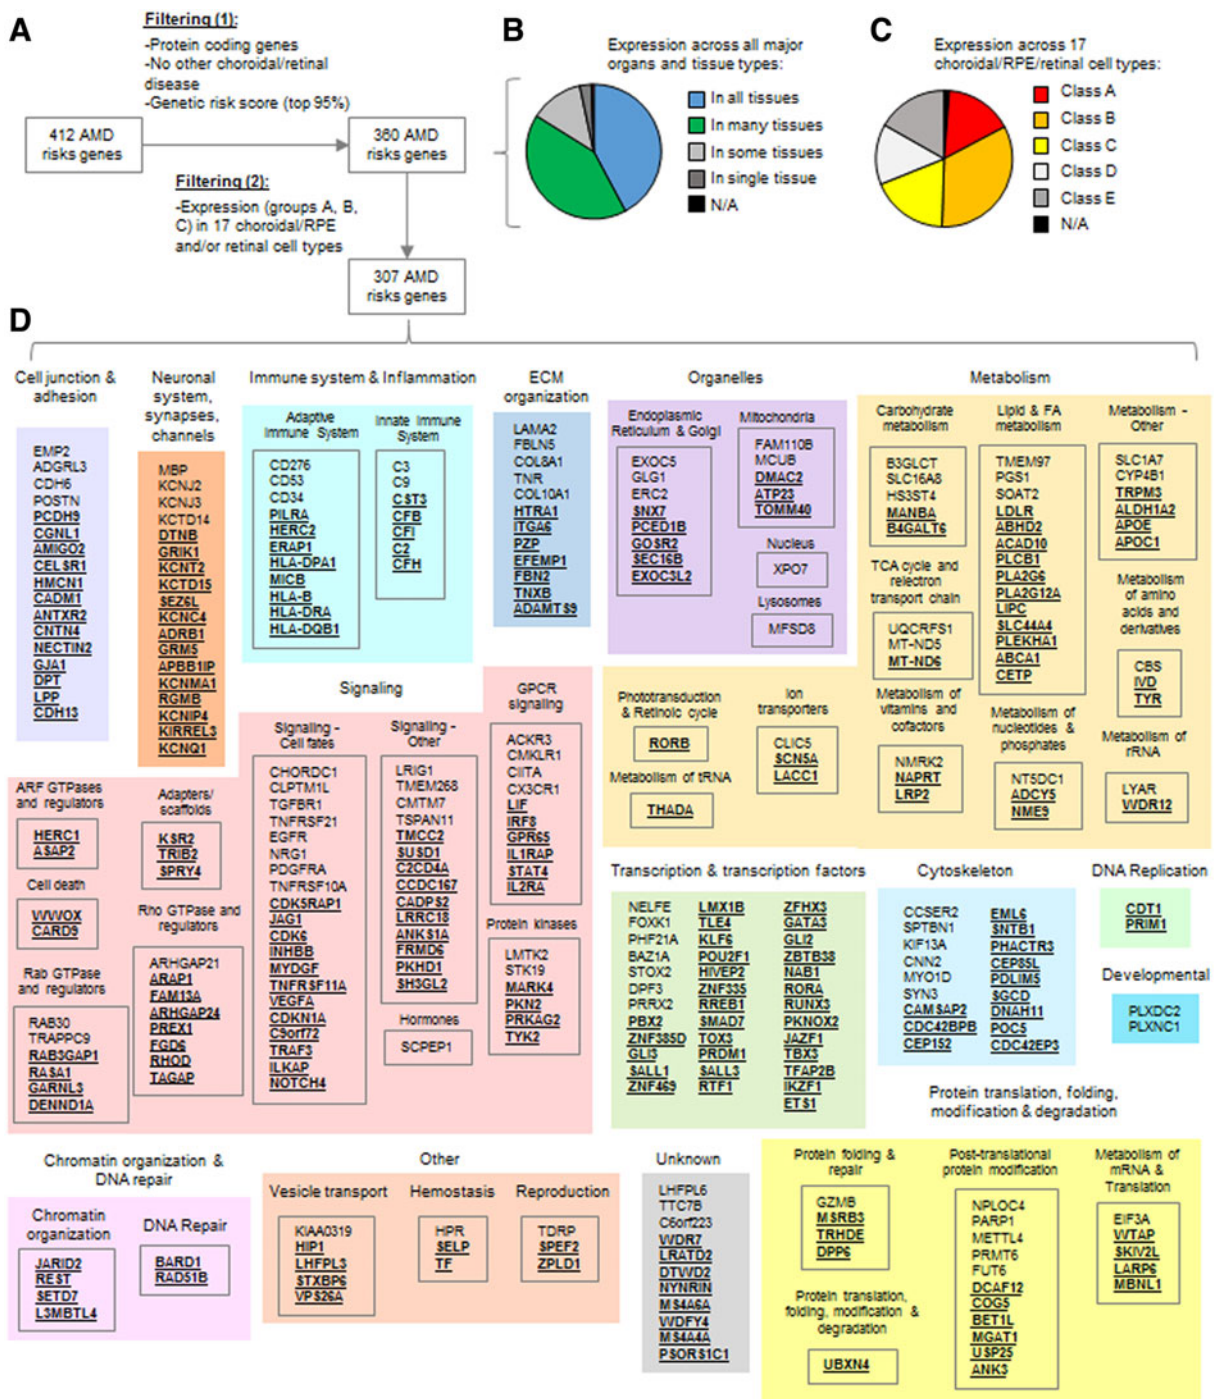 A
Filtering (1):
-Protein coding genes
-No other choroidal/retinal
disease
-Genetic risk score (top 95%)
412 AMD
risks genes
360 AMD
risks genes
Filtering (2):
-Expression (groups A, B,
C) in 17 choroidal/RPE
and/or retinal cell types
307 AMD
risks genes
B
Expression across all major
organs and tissue types:
In all tissues
In many tissues
In some tissues
In single tissue
N/A
C
Expression across 17
choroidal/RPE/retinal cell types:
Class A
Class B
Class C
Class D
Class E
N/A
D
Cell junction &
adhesion
EMP2
ADGRL3
CDH6
POSTN
PCDH9
CGNL1
AMIGO2
CELSR1
HMCN1
CADM1
ANTXR2
CNTN4
NECTIN2
GJA1
DPT
LPP
CDH13
Neuronal
system,
synapses,
channels
MBP
KCNJ2
KCNJ3
KCTD14
DTNB
GRIK1
KCNT2
KCTD15
SEZ6L
KCNC4
ADRB1
GRM5
APBB1IP
KCNMA1
RGMB
KCNIP4
KIRREL3
KCNQ1
Immune system & Inflammation
Adaptive
Immune System
CD276
CD53
CD34
PILRA
HERC2
ERAP1
HLA-DPA1
MICB
HLA-B
HLA-DRA
HLA-DQB1
Innate Immune
System
C3
C9
CST3
CFB
CFI
C2
CFH
ECM
organization
LAMA2
FBLN5
COL8A1
TNR
COL10A1
HTRA1
ITGA6
PZP
EFEMP1
FBN2
TNXB
ADAMTS9
Organelles
Endoplasmic
Reticulum & Golgi
EXOC5
GLG1
ERC2
SNX7
PCED1B
GOSR2
SEC16B
EXOC3L2
Mitochondria
FAM110B
MCUB
DMAC2
ATP23
TOMM40
Nucleus
XPO7
Lysosomes
MFSD8
Metabolism
Carbohydrate
metabolism
B3GLCT
SLC16A8
HS3ST4
MANBA
B4GALT6
TCA cycle and
relectron
transport chain
UQCRFS1
MT-ND5
MT-ND6
Metabolism of
vitamins and
cofactors
NMRK2
NAPRT
LRP2
Lipid & FA
metabolism
TMEM97
PGS1
SOAT2
LDLR
ABHD2
ACAD10
PLCB1
PLA2G6
PLA2G12A
LIPC
SLC44A4
PLEKHA1
ABCA1
CETP
Metabolism of
nucleotides &
phosphates
NT5DC1
ADCY5
NME9
Metabolism -
Other
SLC1A7
CYP4B1
TRPM3
ALDH1A2
APOE
APOC1
Metabolism
of amino
acids and
derivatives
CBS
IVD
TYR
Metabolism of
rRNA
LYAR
WDR12
Phototransduction
& Retinolc cycle
RORB
Metabolism of tRNA
THADA
Ion
transporters
CLIC5
SCN5A
LACC1
Signaling
Signaling -
Cell fates
CHORDC1
CLPTM1L
TGFBR1
TNFRSF21
EGFR
NRG1
PDGFRA
TNFRSF10A
CDK5RAP1
JAG1
CDK6
INHBB
MYDGF
TNFRSF11A
VEGFA
CDKN1A
C9orf72
TRAF3
ILKAP
NOTCH4
Signaling -
Other
LRIG1
TMEM268
CMTM7
TSPAN11
TMCC2
SUSD1
C2CD4A
CCDC167
CADPS2
LRRC18
ANKS1A
FRMD6
PKHD1
SH3GL2
Hormones
SCPEP1
GPCR
signaling
ACKR3
CMKLR1
CIITA
CX3CR1
LIF
IRF8
GPR65
IL1RAP
STAT4
IL2RA
Protein kinases
LMTK2
STK19
MARK4
PKN2
PRKAG2
TYK2
ARF GTPases
and regulators
HERC1
ASAP2
Cell death
WWOX
CARD9
Rab GTPase
and regulators
RAB30
TRAPPC9
RAB3GAP1
RASA1
GARNL3
DENND1A
Adapters/
scaffolds
KSR2
TRIB2
SPRY4
Rho GTPase and
regulators
ARHGAP21
ARAP1
FAM13A
ARHGAP24
PREX1
FGD6
RHOD
TAGAP
Transcription & transcription factors
NELFE
FOXK1
PHF21A
BAZ1A
STOX2
DPF3
PRRX2
PBX2
ZNF385D
GLI3
SALL1
ZNF469
LMX1B
TLE4
KLF6
POU2F1
HIVEP2
ZNF335
RREB1
SMAD7
TOX3
PRDM1
SALL3
RTF1
ZFHX3
GATA3
GLI2
ZBTB38
NAB1
RORA
RUNX3
PKNOX2
JAZF1
TBX3
TFAP2B
IKZF1
ETS1
Cytoskeleton
CCSER2
SPTBN1
KIF13A
CNN2
MYO1D
SYN3
CAMSAP2
CDC42BPB
CEP152
EML6
SNTB1
PHACTR3
CEP85L
PDLIM5
SGCD
DNAH11
POC5
CDC42EP3
DNA Replication
CDT1
PRIM1
Developmental
PLXDC2
PLXNC1
Chromatin organization &
DNA repair
Chromatin
organization
JARID2
REST
SETD7
L3MBTL4
DNA Repair
BARD1
RAD51B
Other
Vesicle transport
KIAA0319
HIP1
LHFPL3
STXBP6
VPS26A
Hemostasis
HPR
SELP
TF
Reproduction
TDRP
SPEF2
ZPLD1
Unknown
LHFPL6
TTC7B
C6orf223
WDR7
LRATD2
DTWD2
NYNRIN
MS4A6A
WDFY4
MS4A4A
PSORS1C1
Protein translation, folding,
modification & degradation
Protein folding &
repair
GZMB
MSRB3
TRHDE
DPP6
Protein translation,
folding, modification &
degradation
UBXN4
Post-translational
protein modification
NPLOC4
PARP1
METTL4
PRMT6
FUT6
DCAF12
COG5
BET1L
MGAT1
USP25
ANK3
Metabolism of
mRNA &
Translation
EIF3A
WTAP
SKIV2L
LARP6
MBNL1